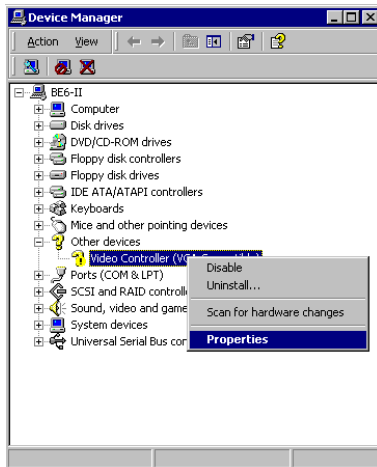 Device Manager
Action View
BE6-II
Computer
Disk drives
DVD/CD-ROM drives
Floppy disk controllers
Floppy disk drives
IDE ATA/ATAPI controllers
Keyboards
Mice and other pointing devices
Other devices
Video Controller (VGA Compatible)
Ports (COM & LPT)
SCSI and RAID controlle
Sound, video and game
System devices
Universal Serial Bus cor
Disable
Uninstall...
Scan for hardware changes
Properties